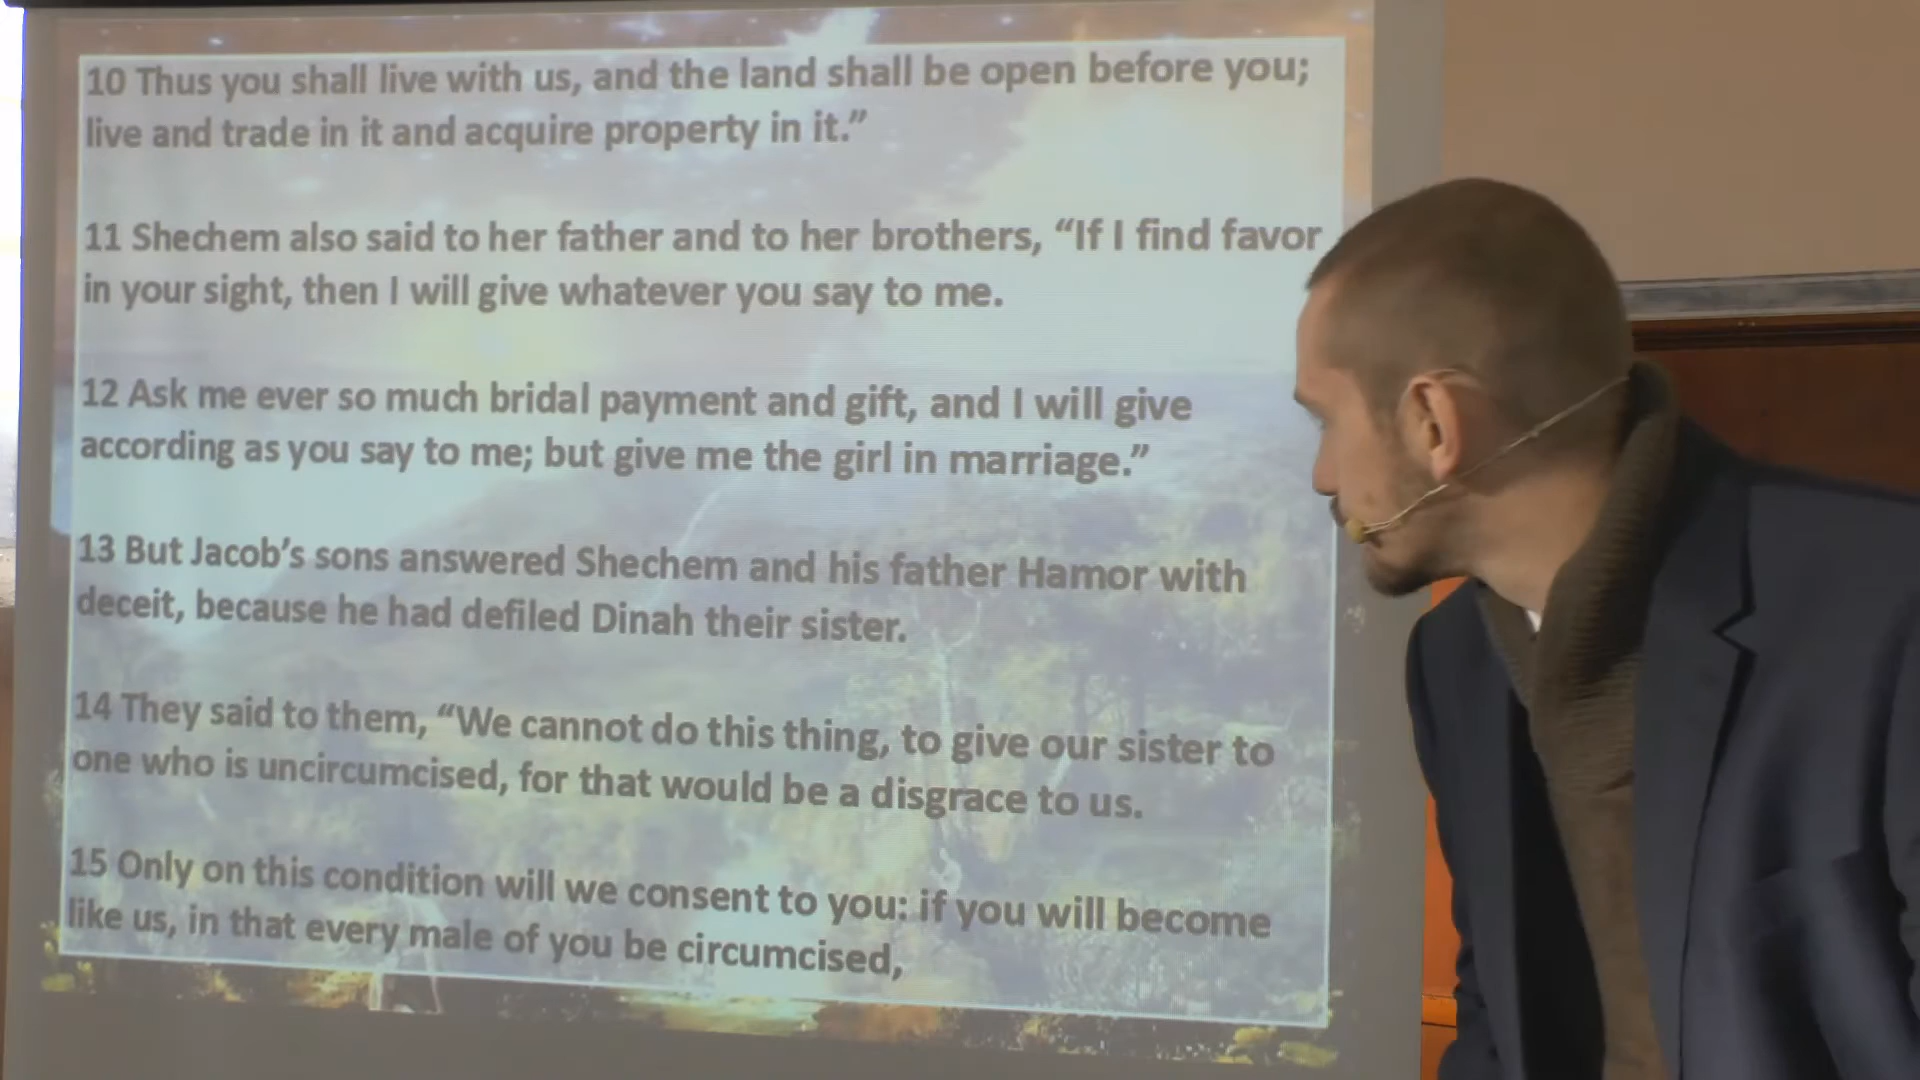 10 Thus you shall live with us, and the land shall be open before you;
live and trade in it and acquire property in it.”
11 Shechem also said to her father and to her brothers, “If I find favor
in your sight, then I will give whatever you say to me.
12 Ask me ever so much bridal payment and gift, and I will give
according as you say to me; but give me the girl in marriage.”
13 But Jacob’s sons answered Shechem and his father Hamor with
deceit, because he had defiled Dinah their sister.
14 They said to them, “We cannot do this thing, to give our sister to
one who is uncircumcised, for that would be a disgrace to us.
15 Only on this condition will we consent to you: if you will become
like us, in that every male of you be circumcised,